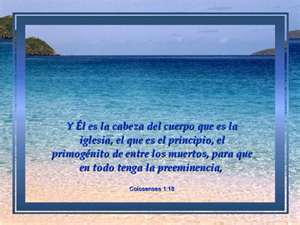 Y Él es la cabeza del cuerpo que es la
iglesia, el que es el principio, el
primogénito de entre los muertos, para que
en todo tenga la preeminencia,
Colosenses 1:18